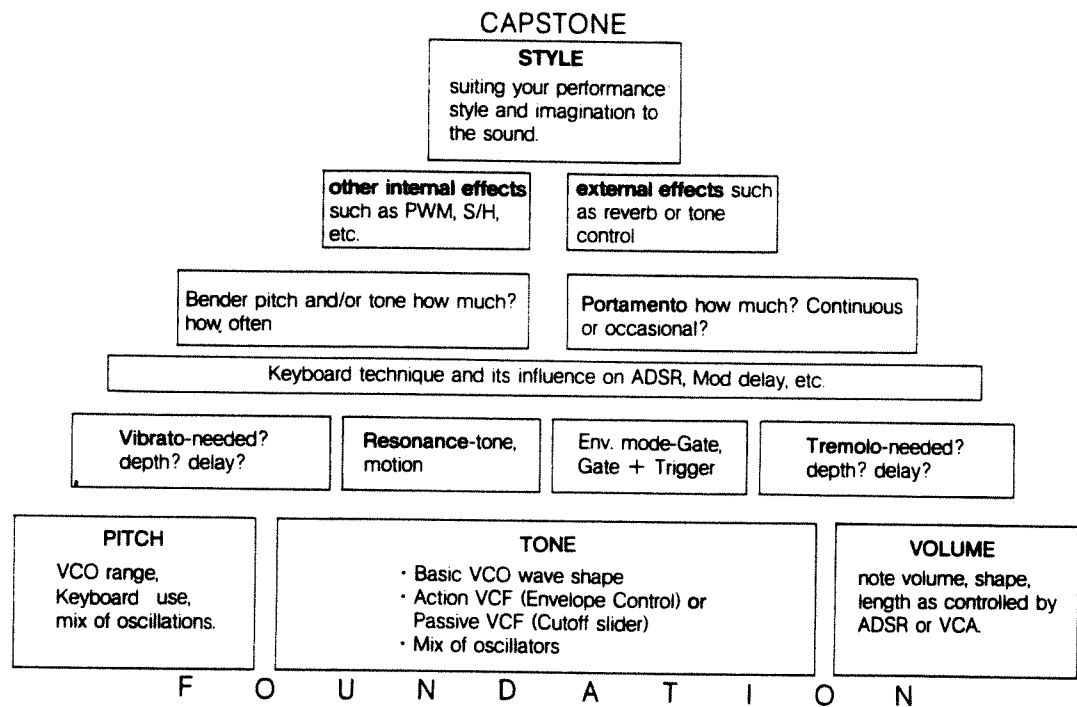 CAPSTONE
STYLE
suiting your performance
style and imagination to
the sound.
other internal effects
such as PWM, S/H,
etc.
external effects such
as reverb or tone
control
Bender pitch and/or tone how much?
how often
Portamento how much? Continuous
or occasional?
Keyboard technique and its influence on ADSR, Mod delay, etc.
Vibrato-needed?
depth? delay?
Resonance-tone,
motion
Env. mode-Gate,
Gate + Trigger
Tremolo-needed?
depth? delay?
PITCH
VCO range,
Keyboard use,
mix of oscillations.
TONE
· Basic VCO wave shape
· Action VCF (Envelope Control) or
Passive VCF (Cutoff slider)
· Mix of oscillators
VOLUME
note volume, shape,
length as controlled by
ADSR or VCA.
F O U N D A T I O N